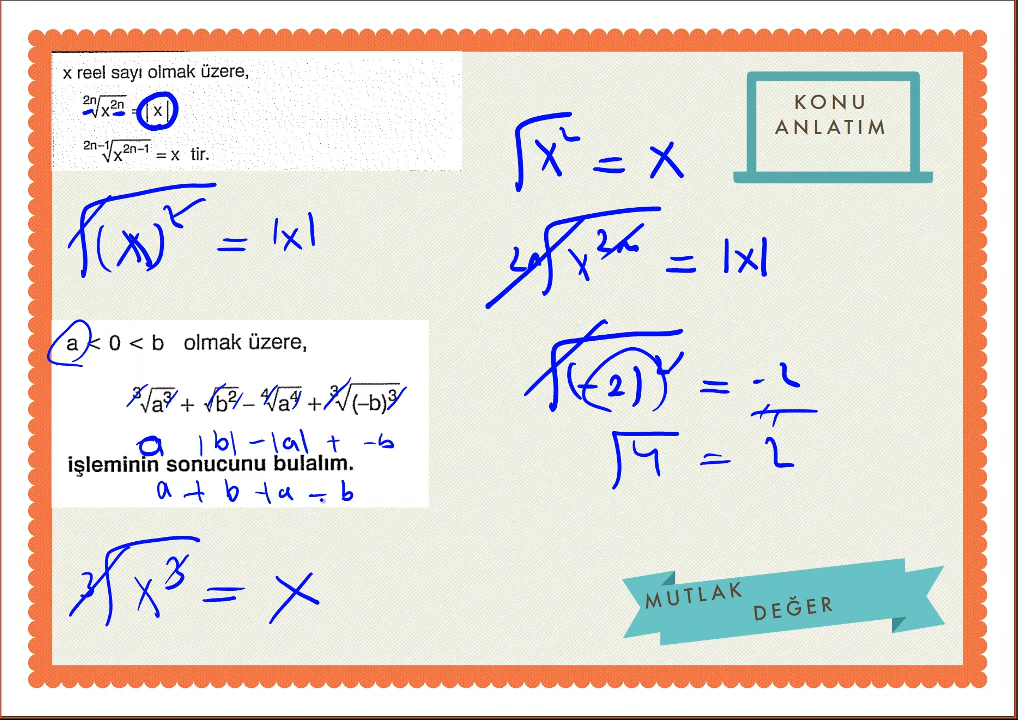 x reel sayı olmak üzere,
²ⁿ√x²ⁿ = |x|
²ⁿ⁻¹√x²ⁿ⁻¹ = x tir.
√(x)² = |x|
a < 0 < b olmak üzere,
³√a³ + √b² − ⁴√a⁴ + ³√(−b)³
a |b| − |a| + −b
işleminin sonucunu bulalım.
a + b + a − b
³√x³ = x
KONU
ANLATIM
√x² = x
²ⁿ√x²ⁿ = |x|
√(−2)² = −2
√4 = 2
MUTLAK
DEĞER